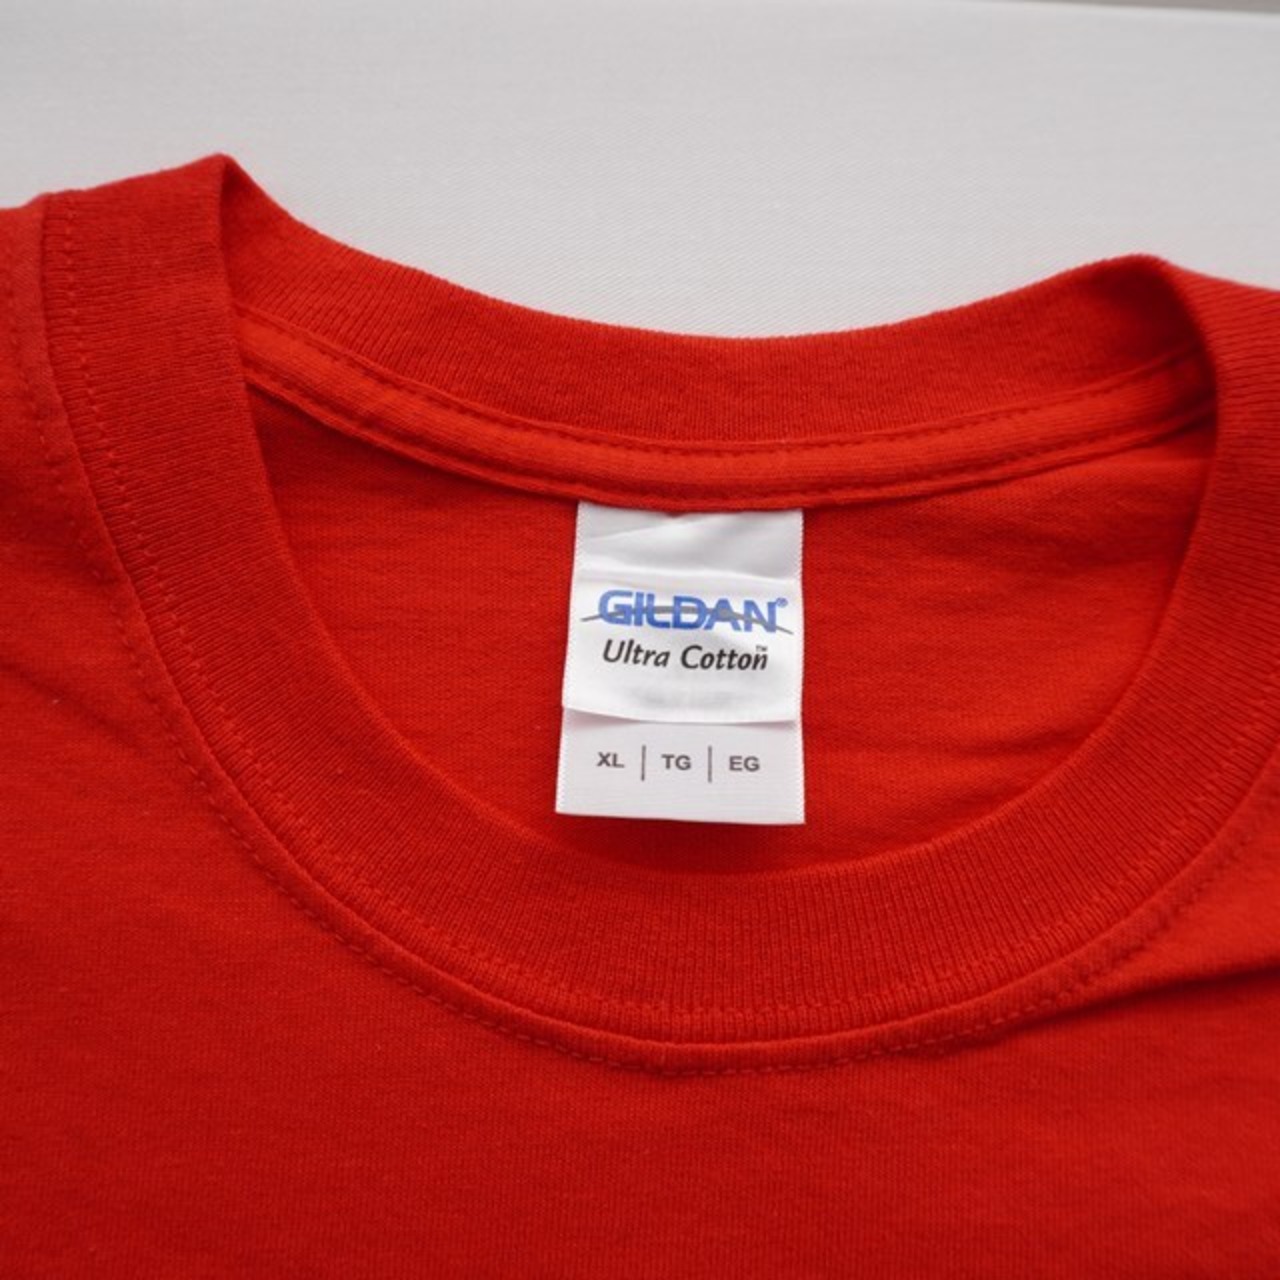 GILDAN®
Ultra Cotton™
XL | TG | EG